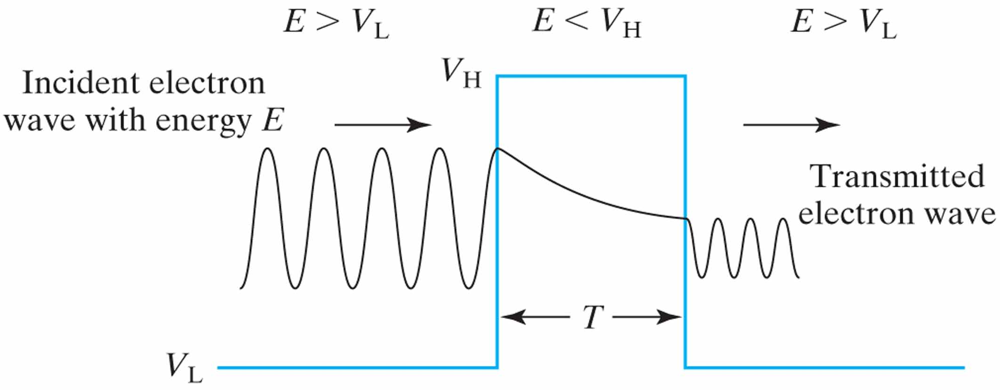 E > V_L
E < V_H
E > V_L
V_H
Incident electron
wave with energy E
Transmitted
electron wave
T
V_L